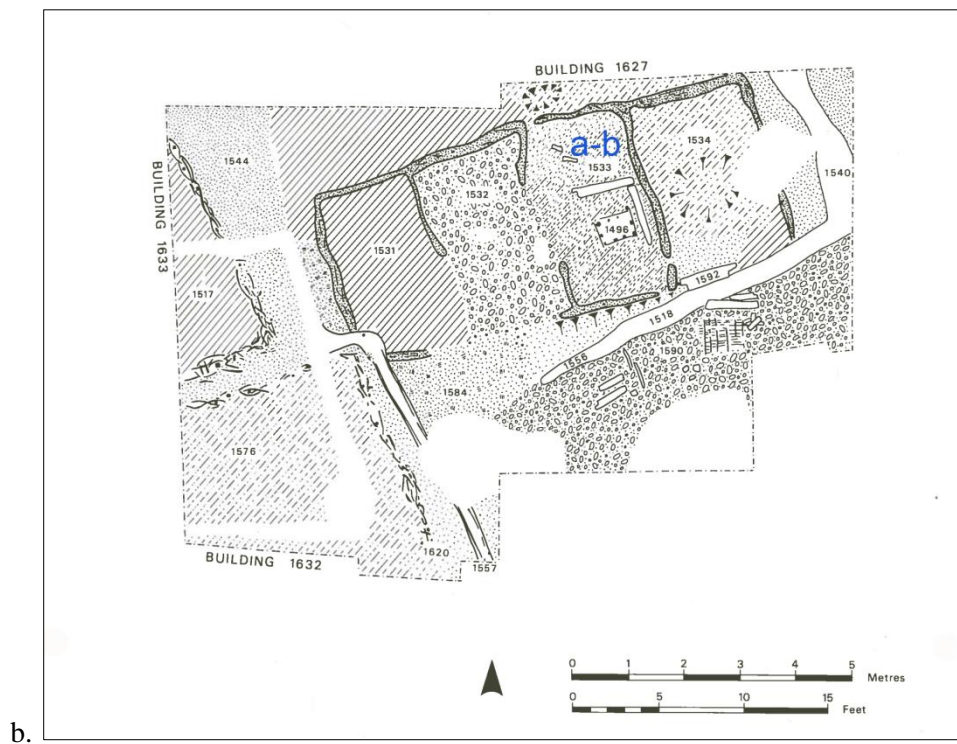 BUILDING 1627
a-b
1544
1533
1534
1532
1540
BUILDING 1633
1496
1531
1592
1517
1518
1556
1590
1584
1576
1620
BUILDING 1632
1557
0 1 2 3 4 5 Metres
0 5 10 15 Feet
b.